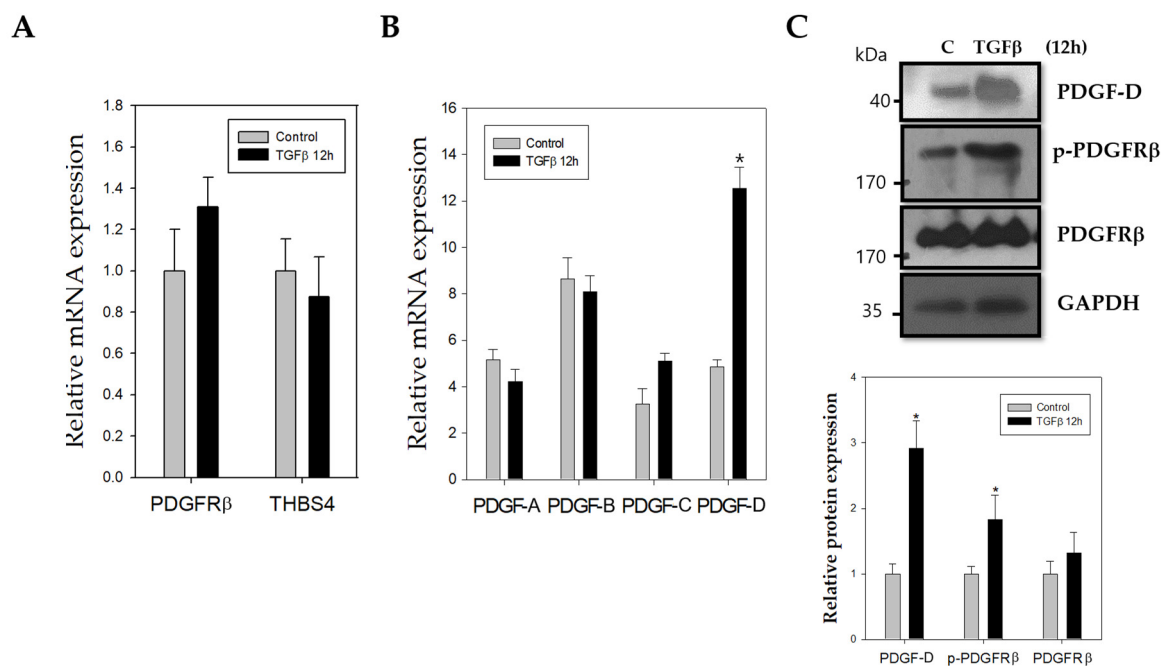 A
Relative mRNA expression
1.8
1.6
1.4
1.2
1.0
0.8
0.6
0.4
0.2
0.0
Control
TGFβ 12h
PDGFRβ THBS4
B
Relative mRNA expression
16
14
12
10
8
6
4
2
0
Control
TGFβ 12h
*
PDGF-A PDGF-B PDGF-C PDGF-D
C
kDa C TGFβ (12h)
40 PDGF-D
p-PDGFRβ
170
PDGFRβ
170
35 GAPDH
Relative protein expression
4
3
2
1
0
Control
TGFβ 12h
*
*
PDGF-D p-PDGFRβ PDGFRβ